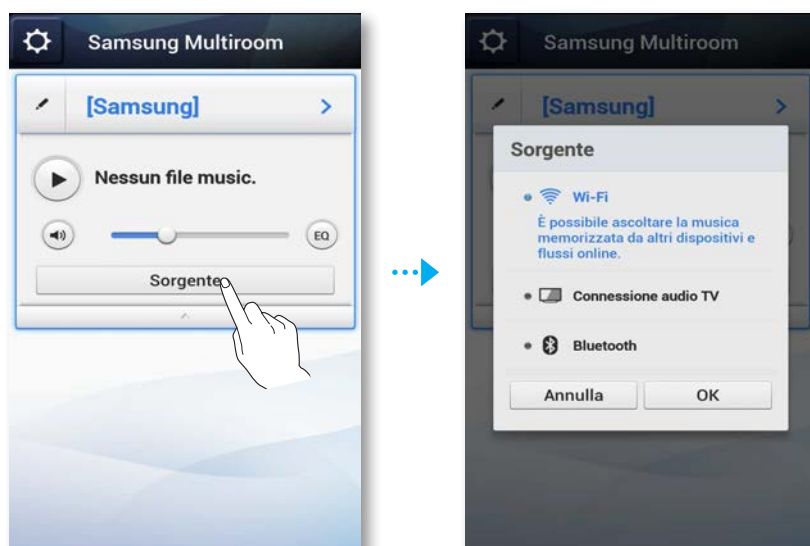 Samsung Multiroom
[Samsung]
Nessun file music.
EQ
Sorgente
Samsung Multiroom
[Samsung]
Sorgente
Wi-Fi
È possibile ascoltare la musica
memorizzata da altri dispositivi e
flussi online.
Connessione audio TV
Bluetooth
Annulla OK